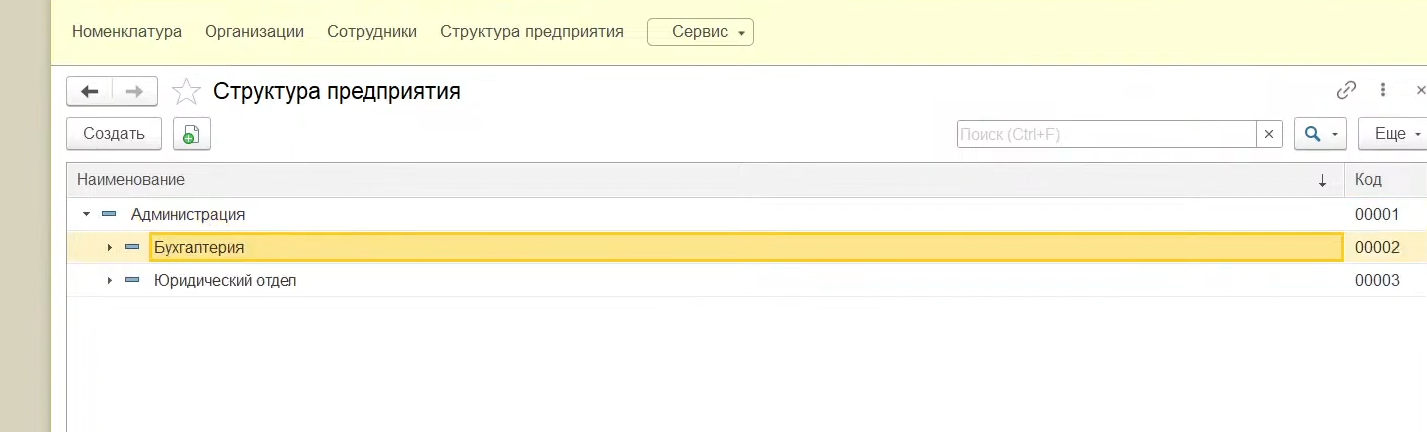 Номенклатура Организации Сотрудники Структура предприятия Сервис
Структура предприятия
Создать Поиск (Ctrl+F) Еще
Наименование Код
Администрация 00001
Бухгалтерия 00002
Юридический отдел 00003